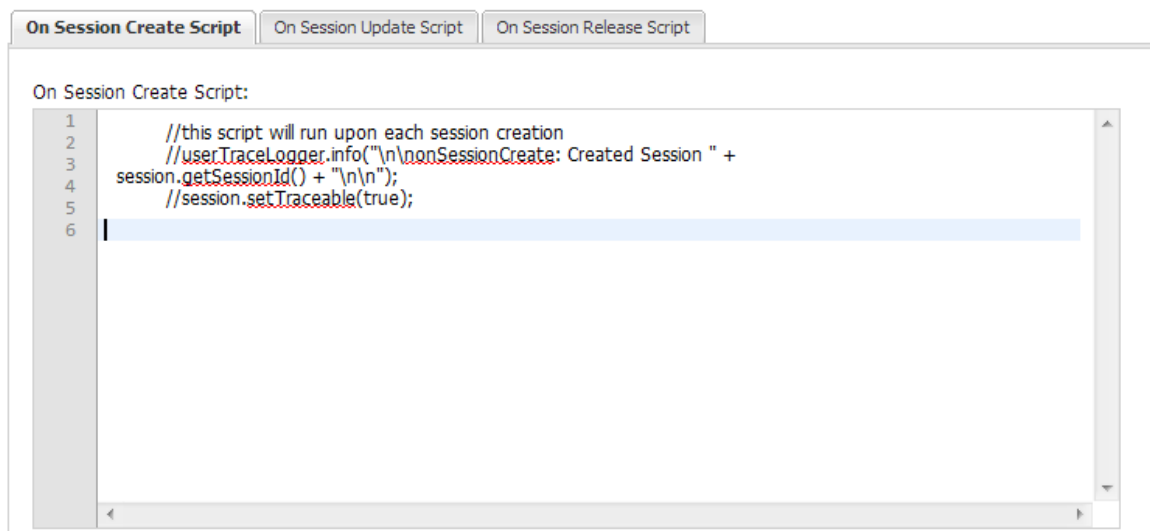 On Session Create Script On Session Update Script On Session Release Script
On Session Create Script:
1
//this script will run upon each session creation
2
//userTraceLogger.info("\n\nonSessionCreate: Created Session " +
3
session.getSessionId() + "\n\n");
4
//session.setTraceable(true);
5
6